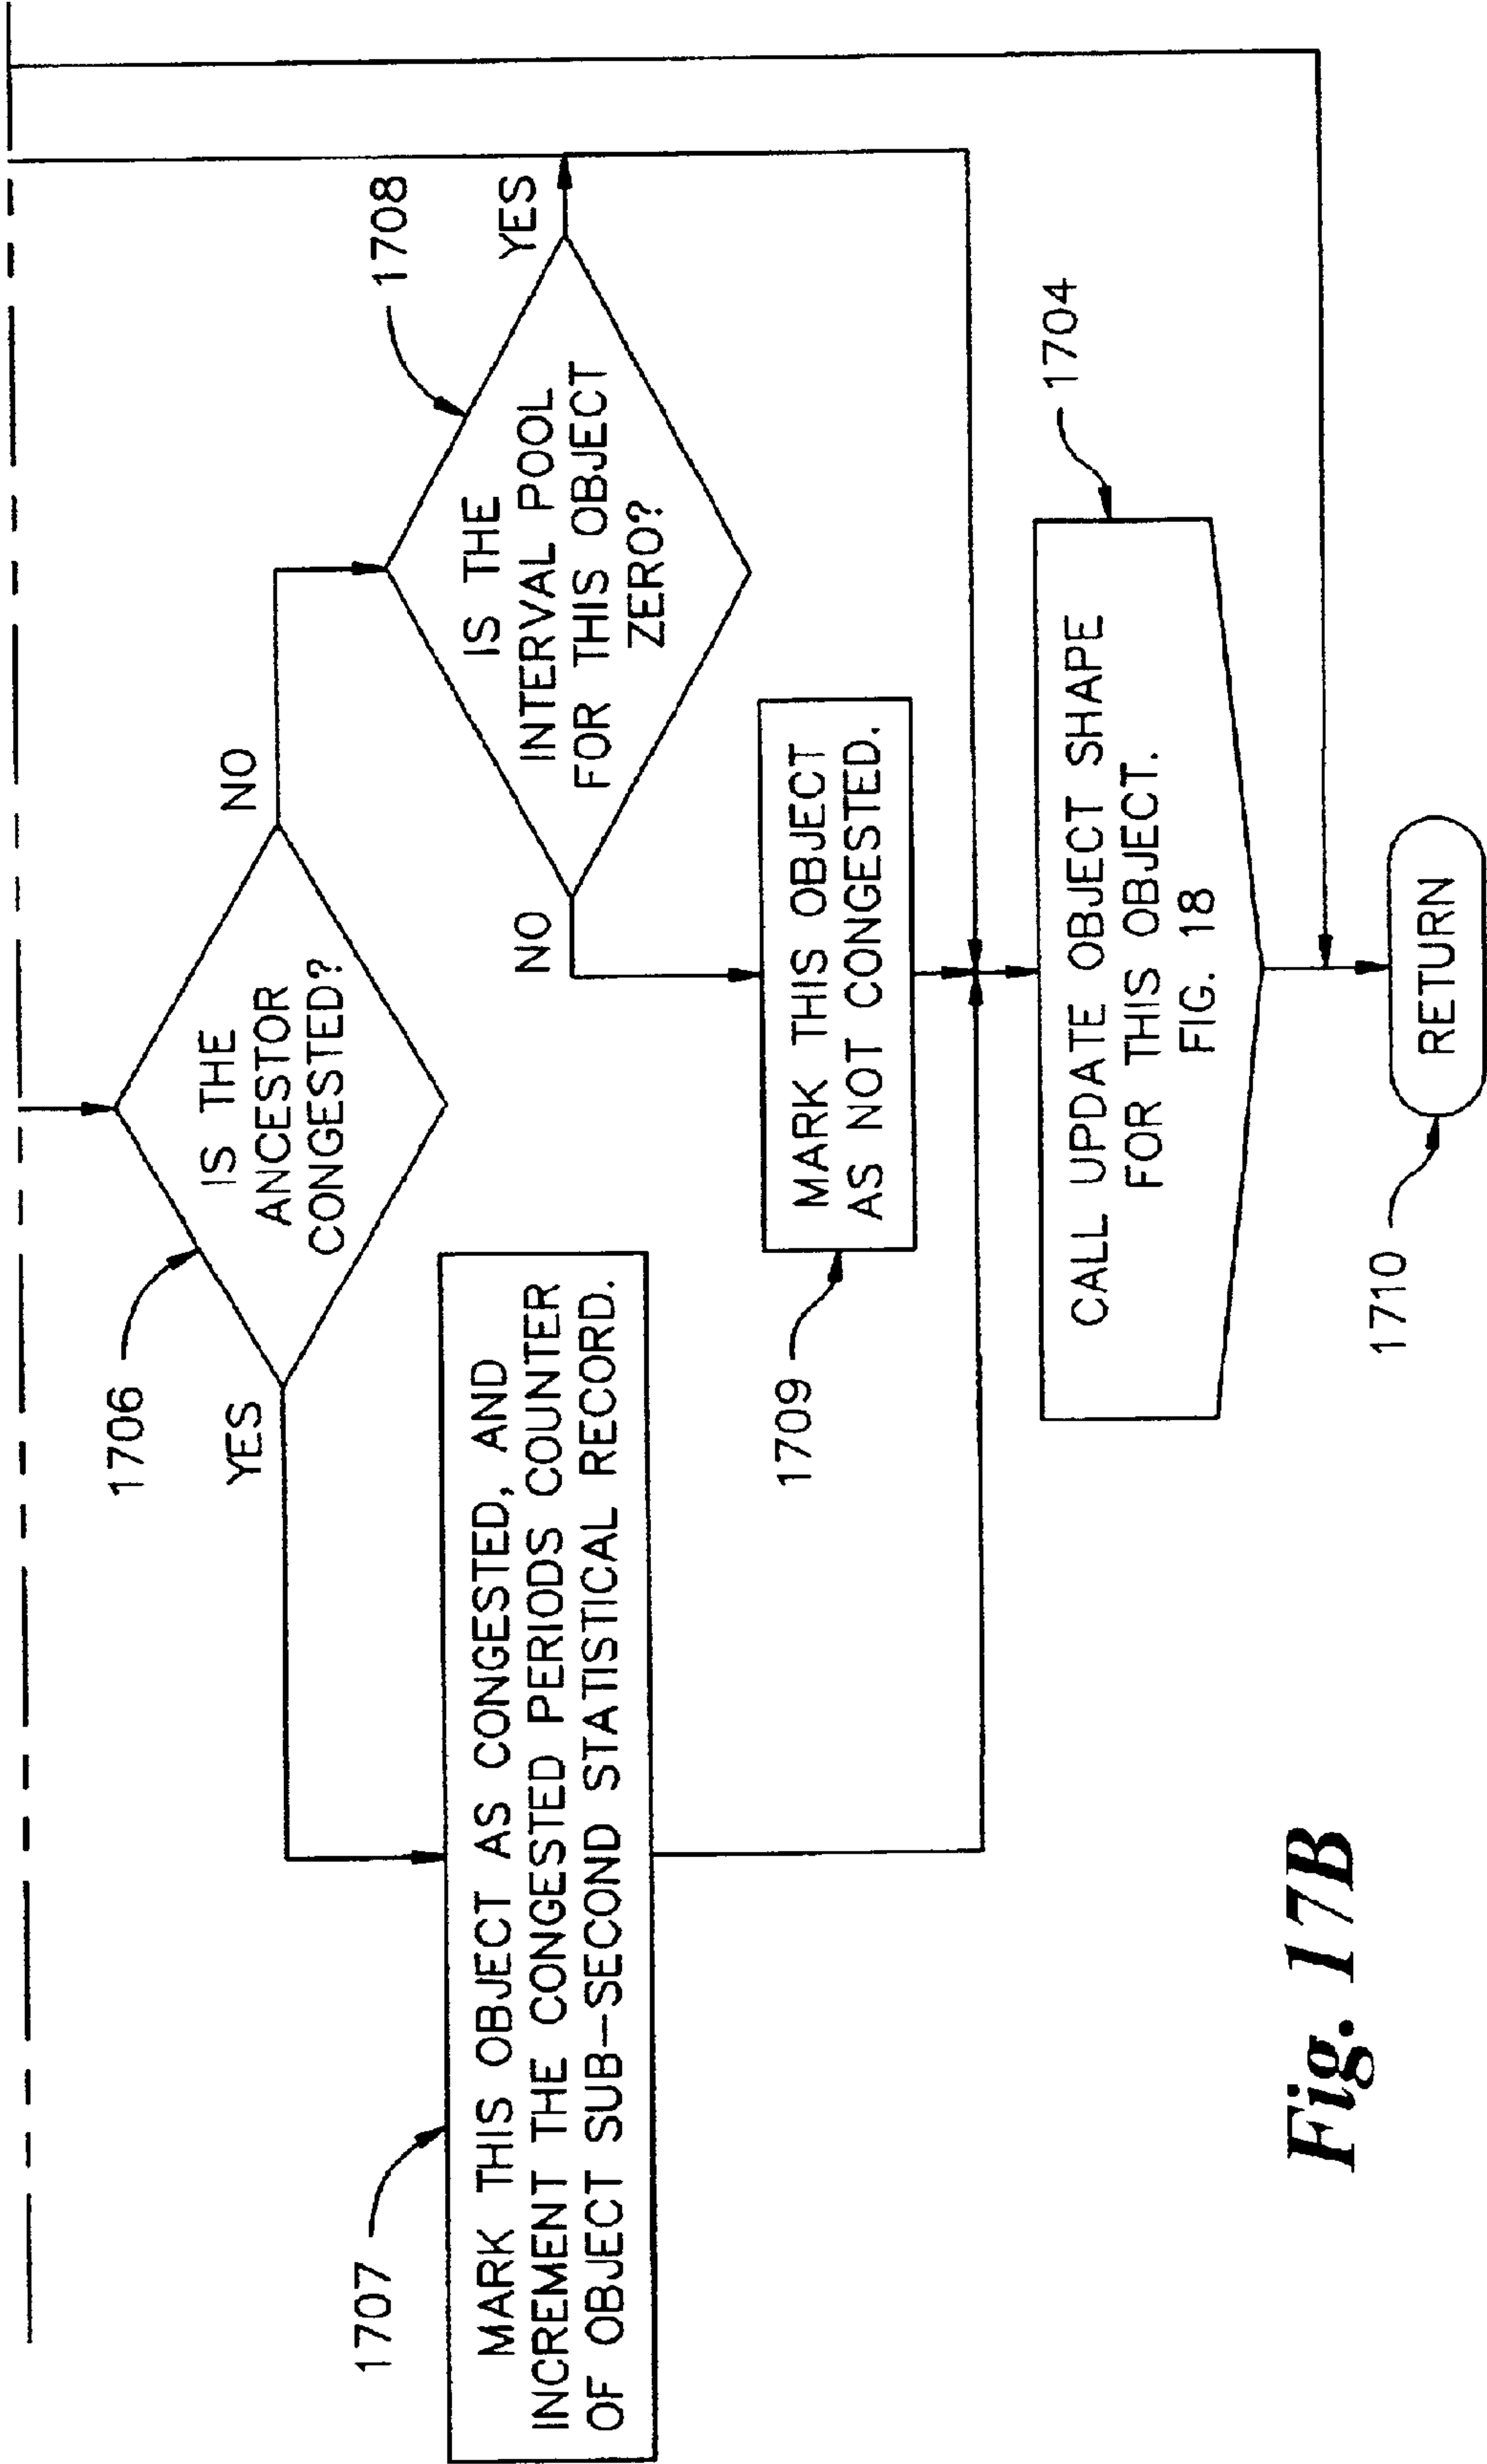 1706
IS THE
ANCESTOR
CONGESTED?
YES
NO
1708
IS THE
INTERVAL POOL
FOR THIS OBJECT
ZERO?
YES
NO
1707
MARK THIS OBJECT AS CONGESTED, AND
INCREMENT THE CONGESTED PERIODS COUNTER
OF OBJECT SUB-SECOND STATISTICAL RECORD.
1709
MARK THIS OBJECT
AS NOT CONGESTED.
1704
CALL UPDATE OBJECT SHAPE
FOR THIS OBJECT.
FIG. 18
1710
RETURN
Fig. 17B